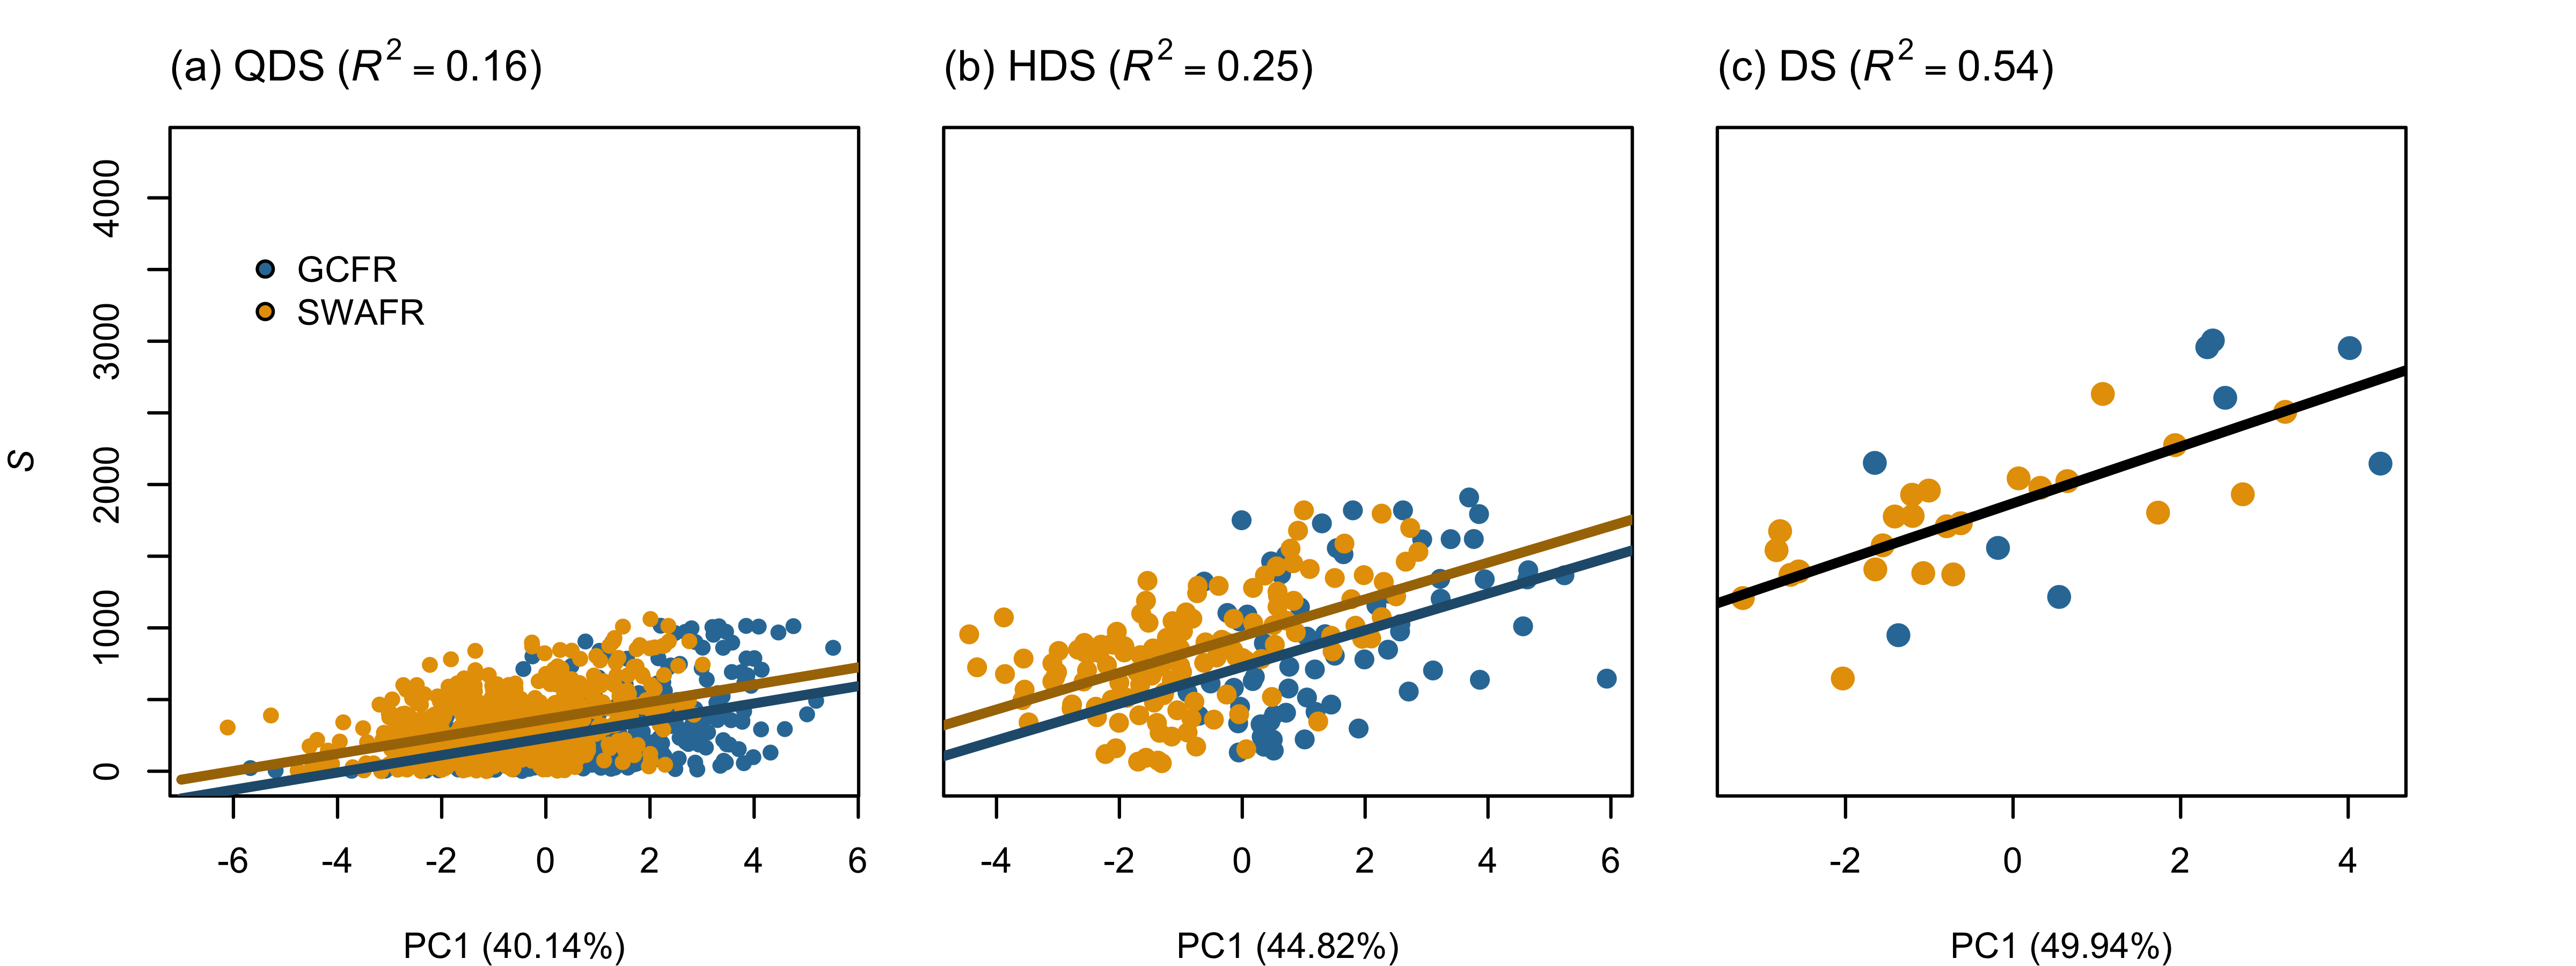 (a) QDS (R² = 0.16)
(b) HDS (R² = 0.25)
(c) DS (R² = 0.54)
S
4000
3000
2000
1000
0
GCFR
SWAFR
-6 -4 -2 0 2 4 6
-4 -2 0 2 4 6
-2 0 2 4
PC1 (40.14%)
PC1 (44.82%)
PC1 (49.94%)